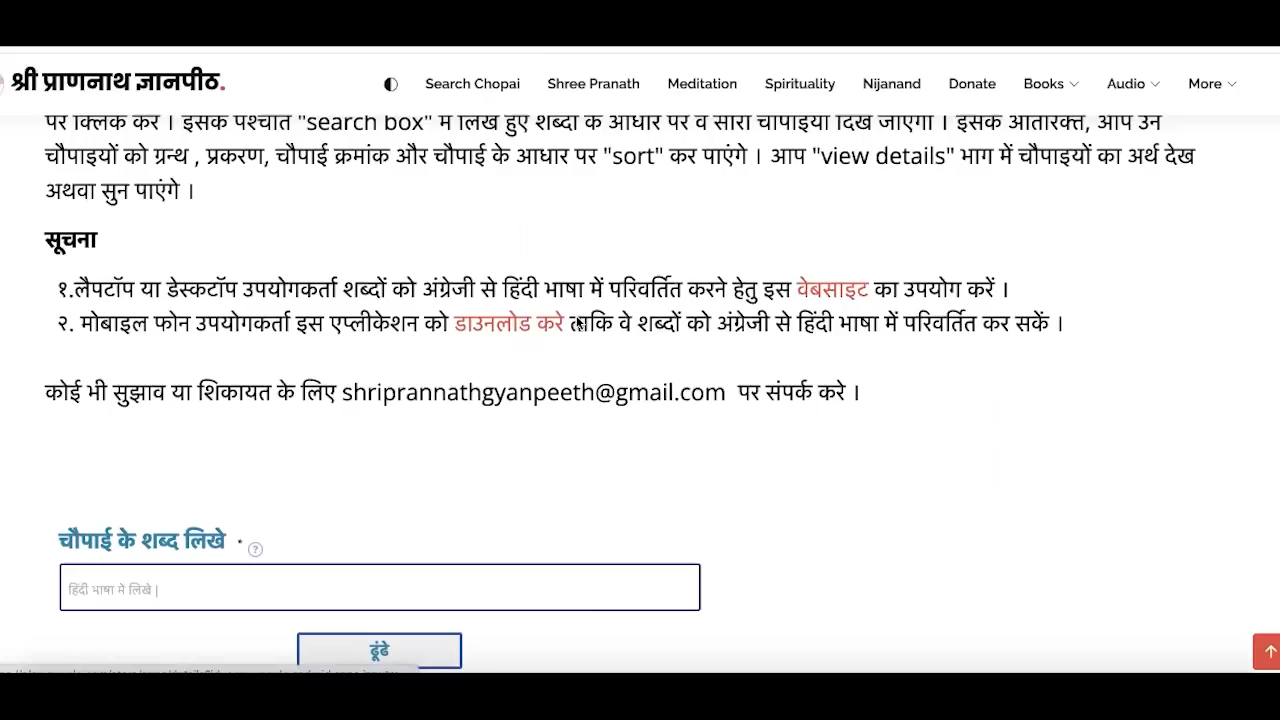 श्री प्राणनाथ ज्ञानपीठ.
Search Chopai Shree Pranath Meditation Spirituality Nijanand Donate Books Audio More
पर क्लिक करें । इसके पश्चात "search box" में लिखे हुए शब्दों के आधार पर वे सारी चौपाइयाँ दिख जाएंगी । इसके अतिरिक्त, आप उन
चौपाइयों को ग्रन्थ , प्रकरण, चौपाई क्रमांक और चौपाई के आधार पर "sort" कर पाएंगे । आप "view details" भाग में चौपाइयों का अर्थ देख
अथवा सुन पाएंगे ।
सूचना
१.लैपटॉप या डेस्कटॉप उपयोगकर्ता शब्दों को अंग्रेजी से हिंदी भाषा में परिवर्तित करने हेतु इस वेबसाइट का उपयोग करें ।
२. मोबाइल फोन उपयोगकर्ता इस एप्लीकेशन को डाउनलोड करे ताकि वे शब्दों को अंग्रेजी से हिंदी भाषा में परिवर्तित कर सकें ।
कोई भी सुझाव या शिकायत के लिए shriprannathgyanpeeth@gmail.com पर संपर्क करे ।
चौपाई के शब्द लिखे * ?
हिंदी भाषा मे लिखे |
ढूंढे